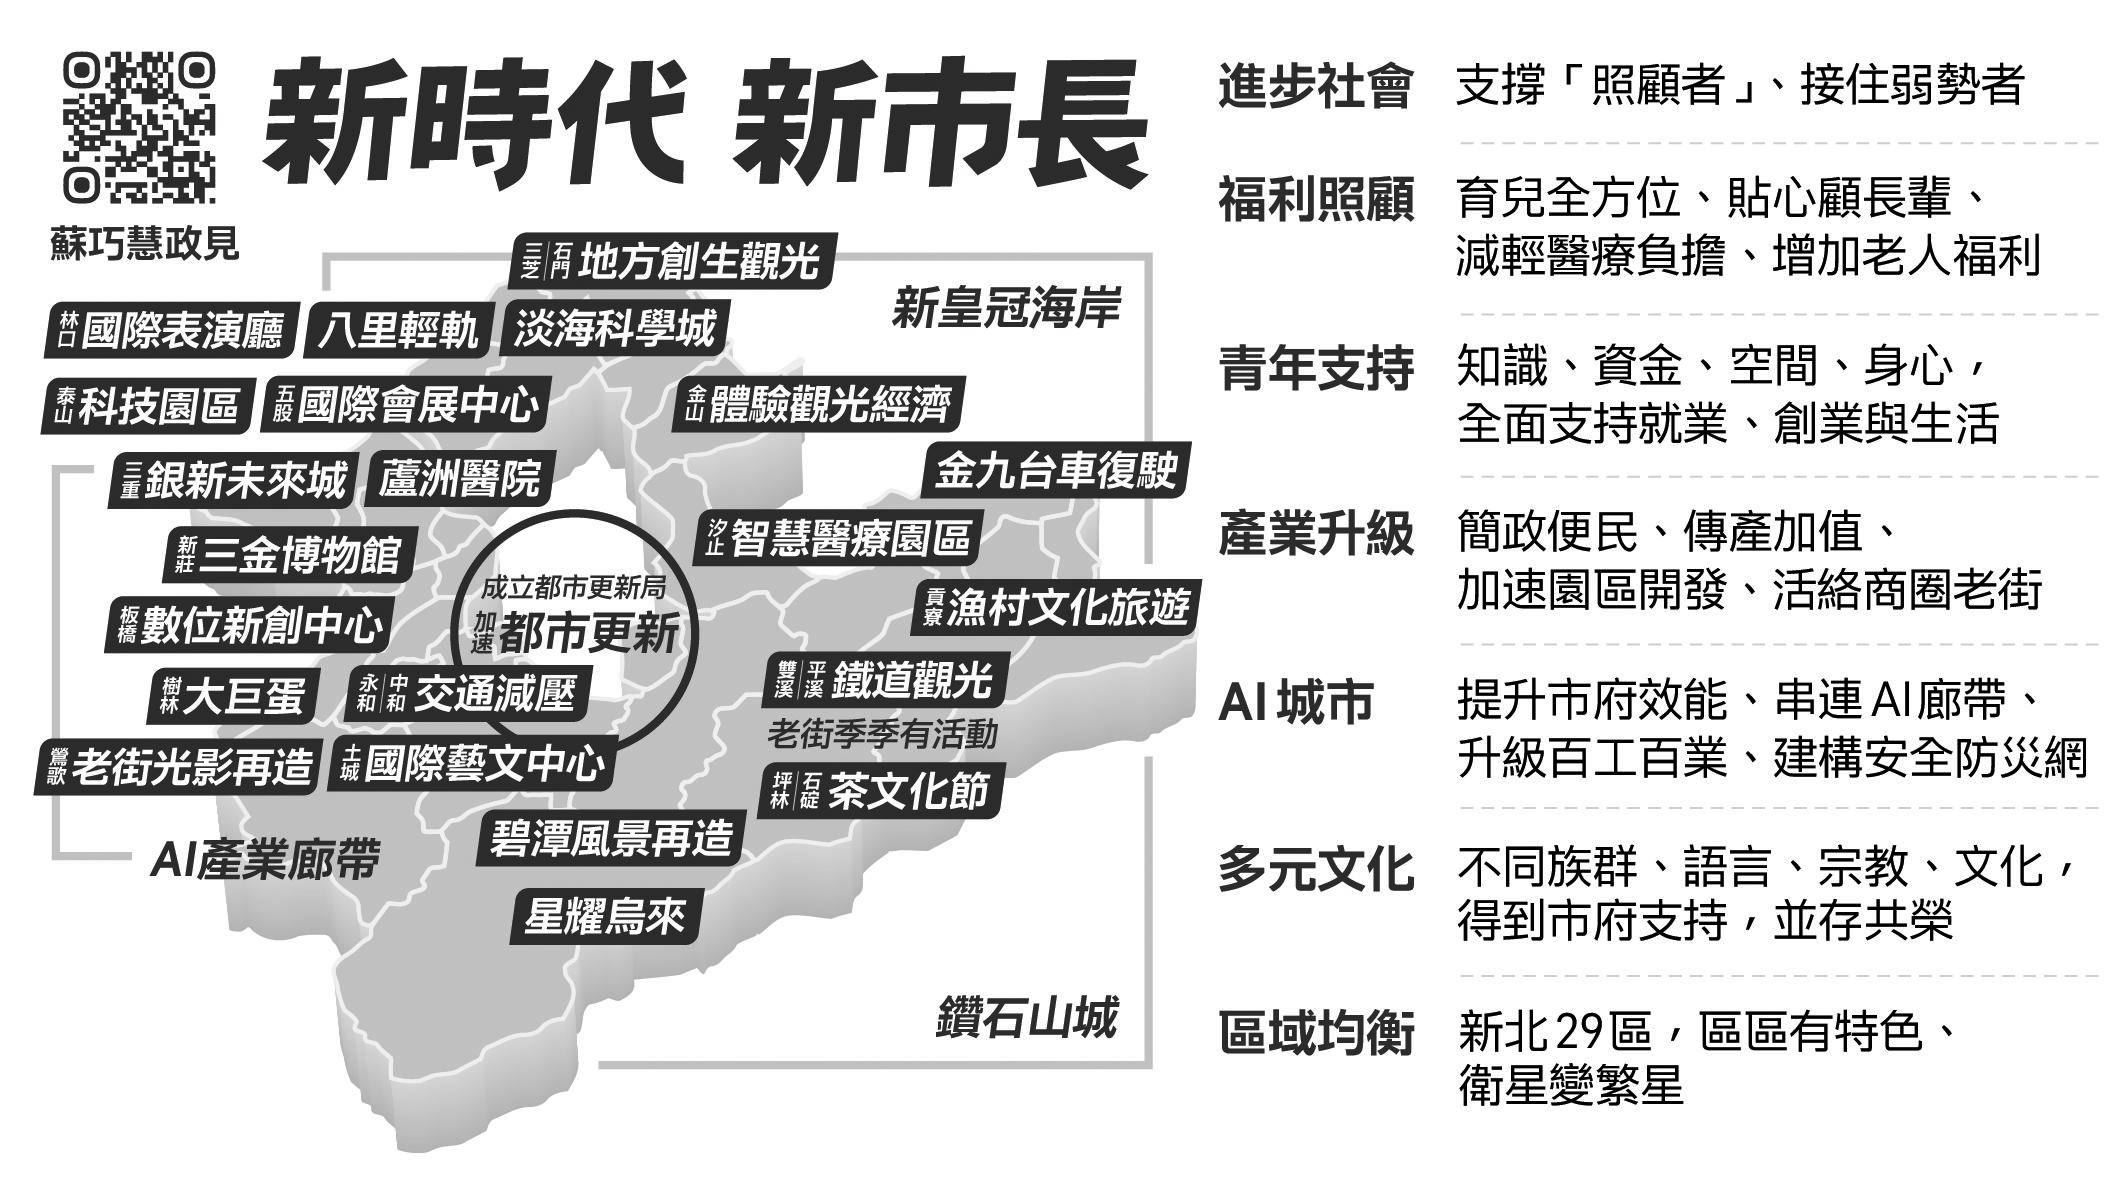 新時代 新市長
蘇巧慧政見
三芝 石門 地方創生觀光
新皇冠海岸
林口 國際表演廳
八里輕軌
淡海科學城
泰山 科技園區
五股 國際會展中心
金山 體驗觀光經濟
三重 銀新未來城
蘆洲醫院
金九台車復駛
新莊 三金博物館
汐止 智慧醫療園區
成立都市更新局
加速 都市更新
板橋 數位新創中心
貢寮 漁村文化旅遊
樹林 大巨蛋
永和 中和 交通減壓
雙溪 平溪 鐵道觀光
老街季季有活動
鶯歌 老街光影再造
土城 國際藝文中心
坪林 石碇 茶文化節
AI產業廊帶
碧潭風景再造
星耀烏來
鑽石山城
進步社會 支撐「照顧者」、接住弱勢者
福利照顧 育兒全方位、貼心顧長輩、
減輕醫療負擔、增加老人福利
青年支持 知識、資金、空間、身心，
全面支持就業、創業與生活
產業升級 簡政便民、傳產加值、
加速園區開發、活絡商圈老街
AI城市 提升市府效能、串連AI廊帶、
升級百工百業、建構安全防災網
多元文化 不同族群、語言、宗教、文化，
得到市府支持，並存共榮
區域均衡 新北29區，區區有特色、
衛星變繁星